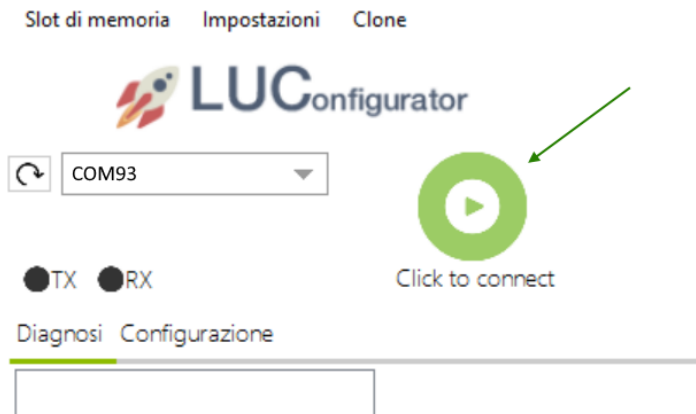 Slot di memoria Impostazioni Clone
LUConfigurator
COM93
TX RX
Click to connect
Diagnosi Configurazione